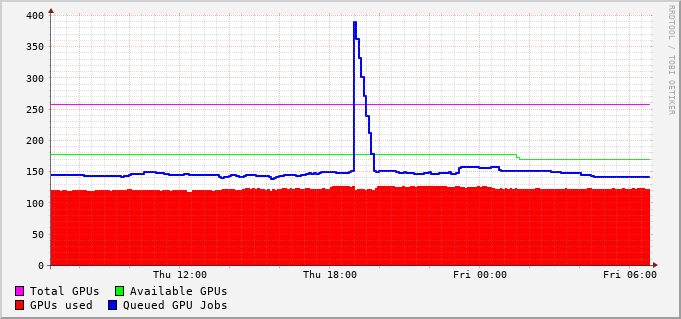 RRDTOOL / TOBI OETIKER
400
350
300
250
200
150
100
50
0
Thu 12:00 Thu 18:00 Fri 00:00 Fri 06:00
Total GPUs Available GPUs
GPUs used Queued GPU Jobs